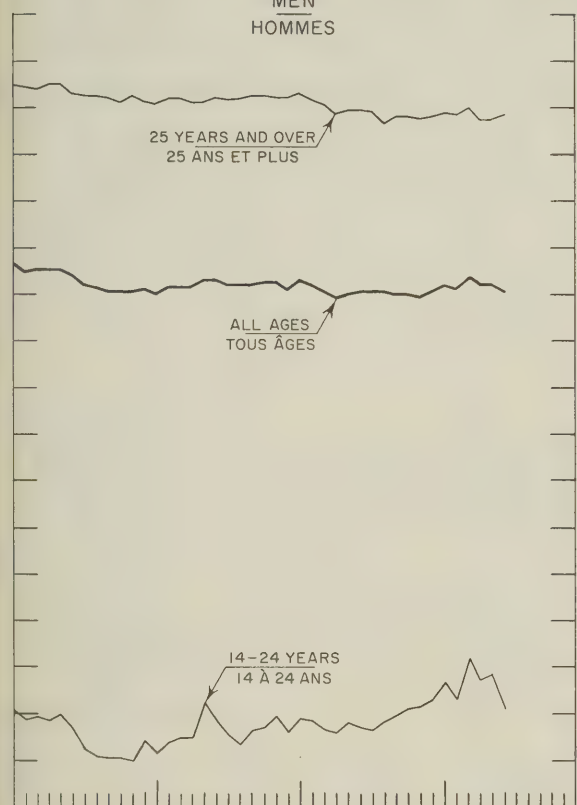 MEN
HOMMES
25 YEARS AND OVER
25 ANS ET PLUS
ALL AGES
TOUS ÂGES
14-24 YEARS
14 À 24 ANS